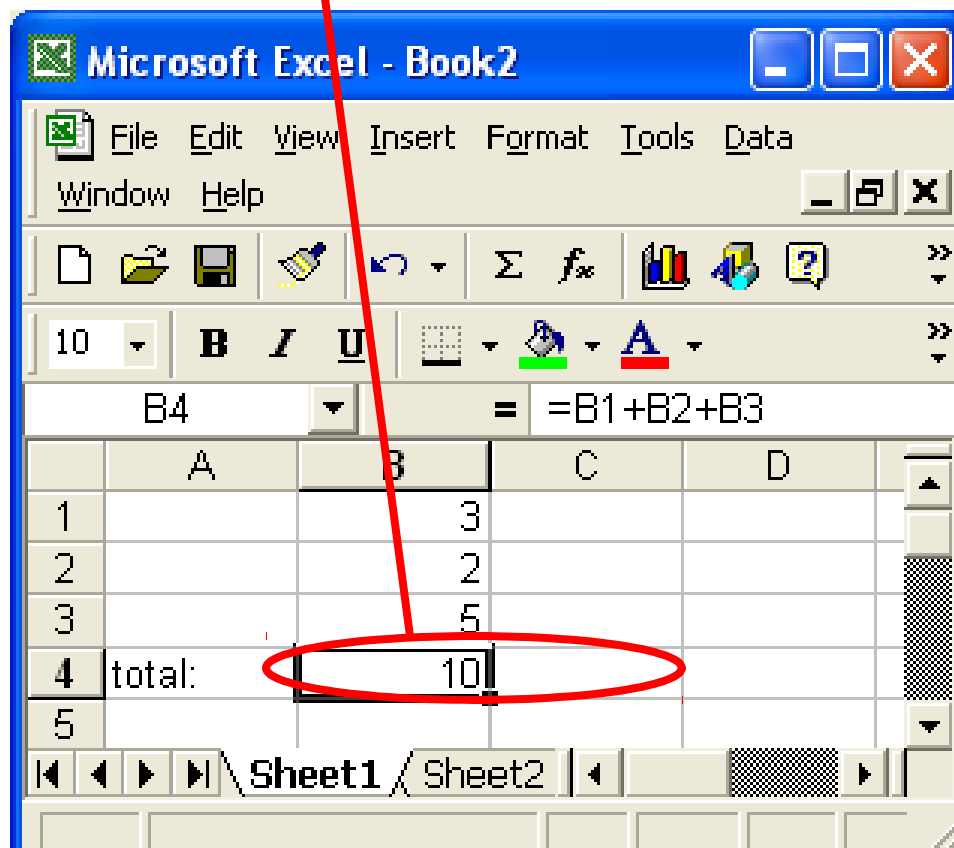 Microsoft Excel - Book2
File Edit View Insert Format Tools Data
Window Help
10 B I U A
B4 = =B1+B2+B3
A B C D
1 3
2 2
3 5
4 total: 10
5
Sheet1 Sheet2